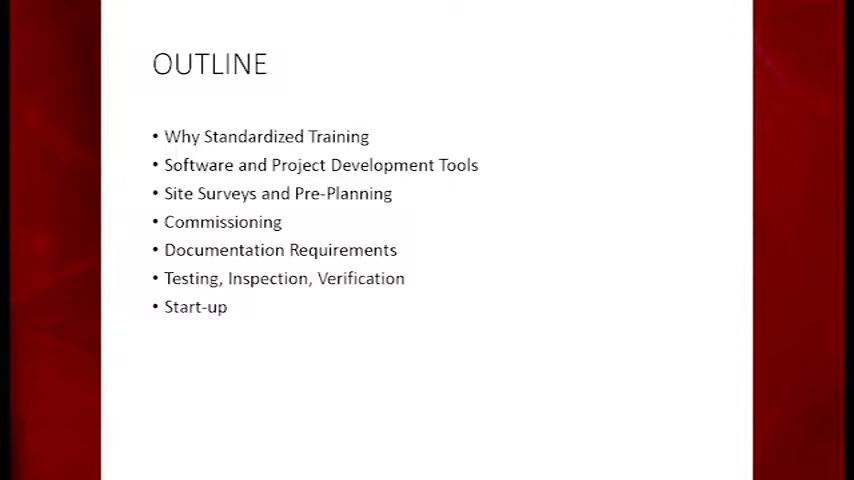 OUTLINE
• Why Standardized Training
• Software and Project Development Tools
• Site Surveys and Pre-Planning
• Commissioning
• Documentation Requirements
• Testing, Inspection, Verification
• Start-up